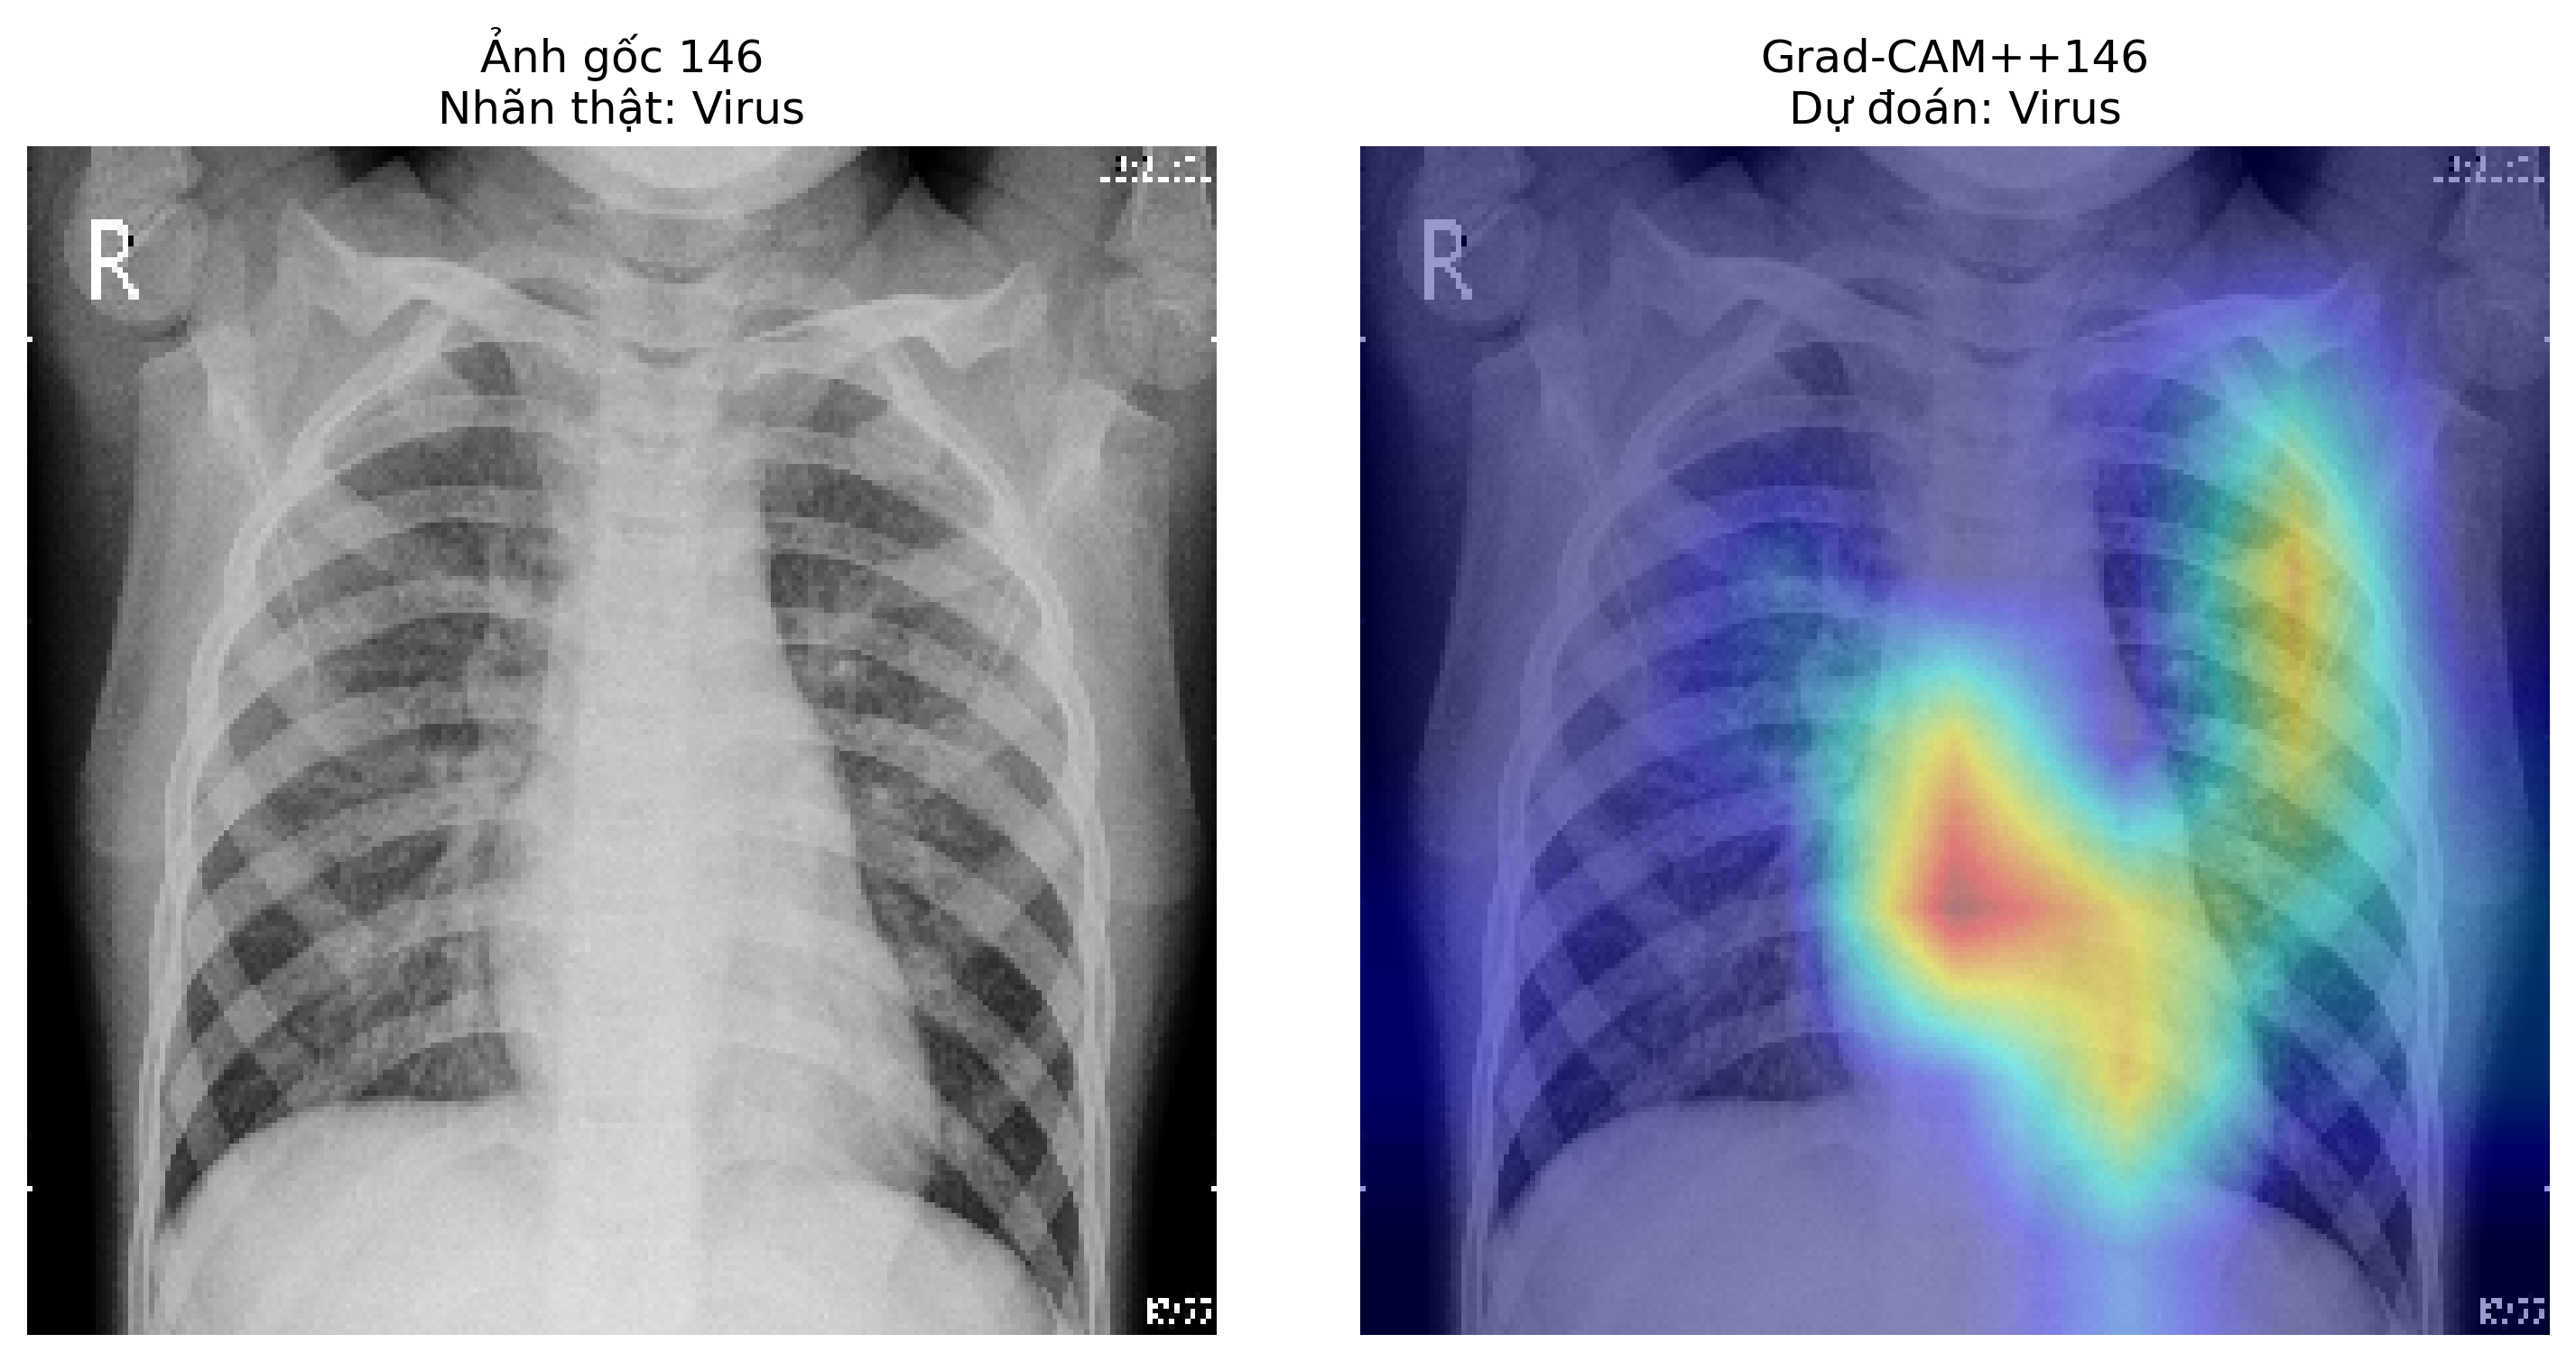 Ảnh gốc 146
Nhãn thật: Virus
R
Grad-CAM++146
Dự đoán: Virus
R